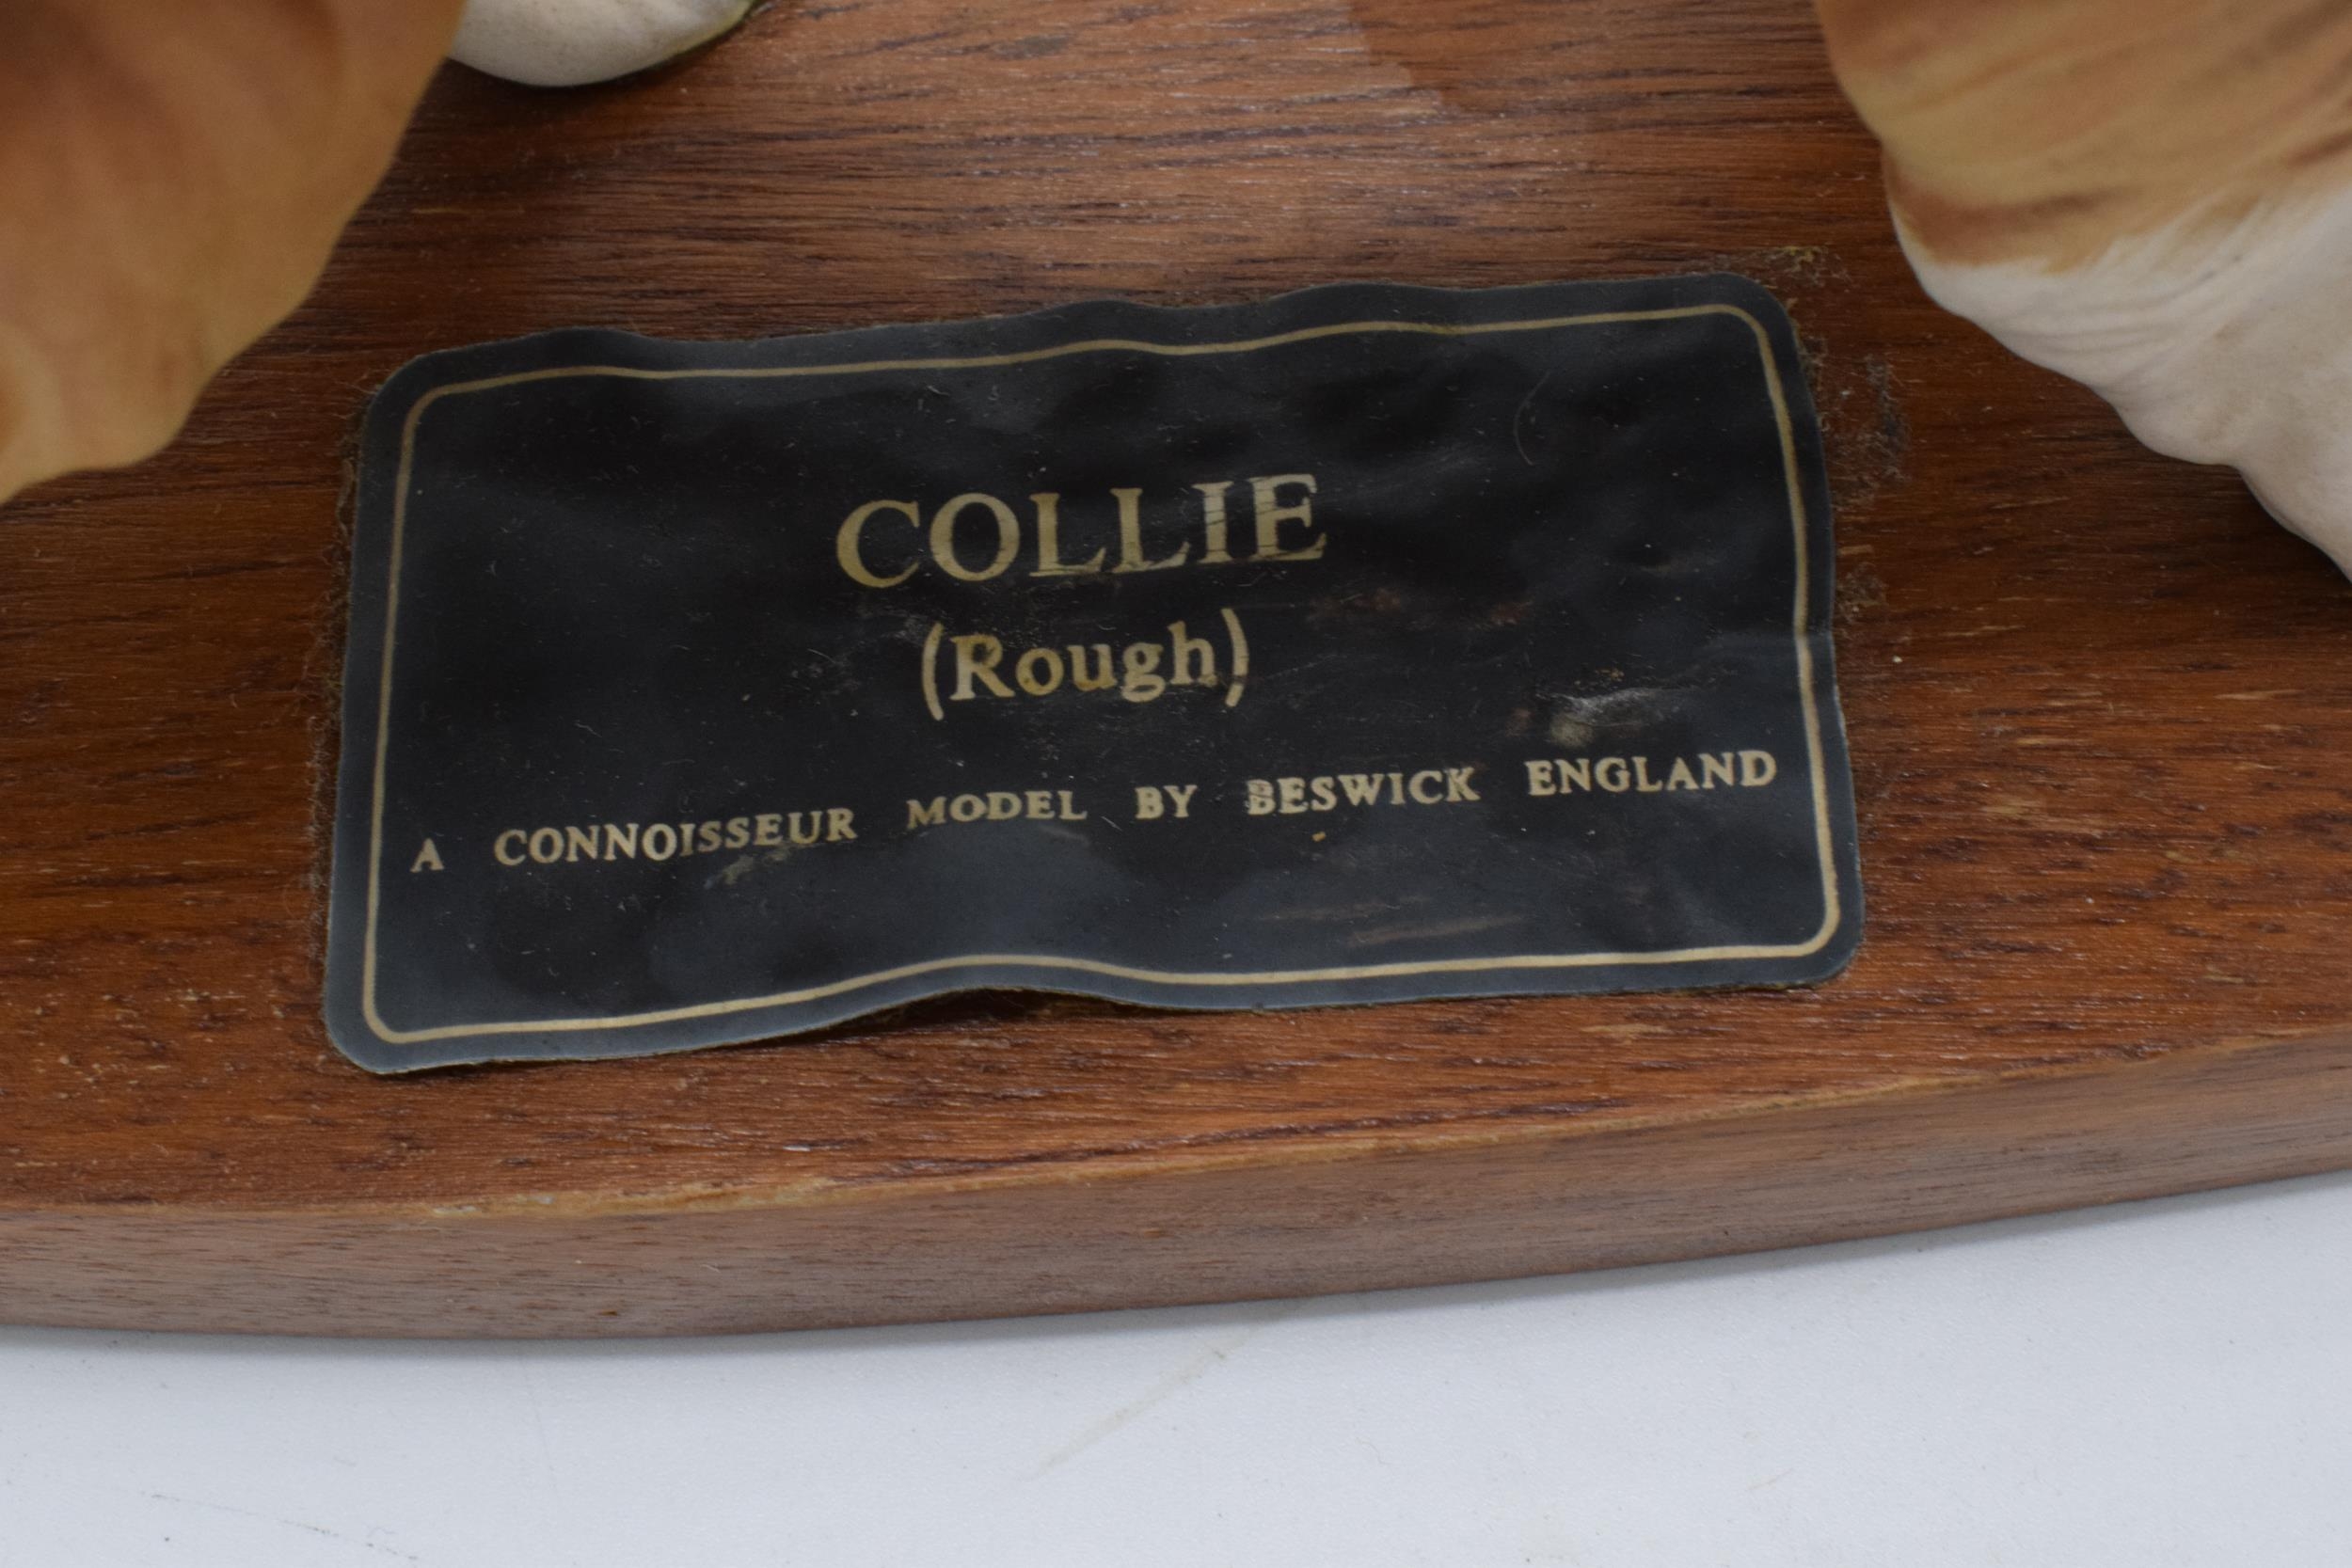 COLLIE
(Rough)
A CONNOISSEUR MODEL BY BESWICK ENGLAND